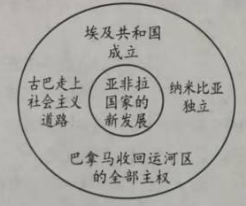 埃及共和国
成立
古巴走上
社会主义
道路
亚非拉
国家的
新发展
纳米比亚
独立
巴拿马收回运河区
的全部主权